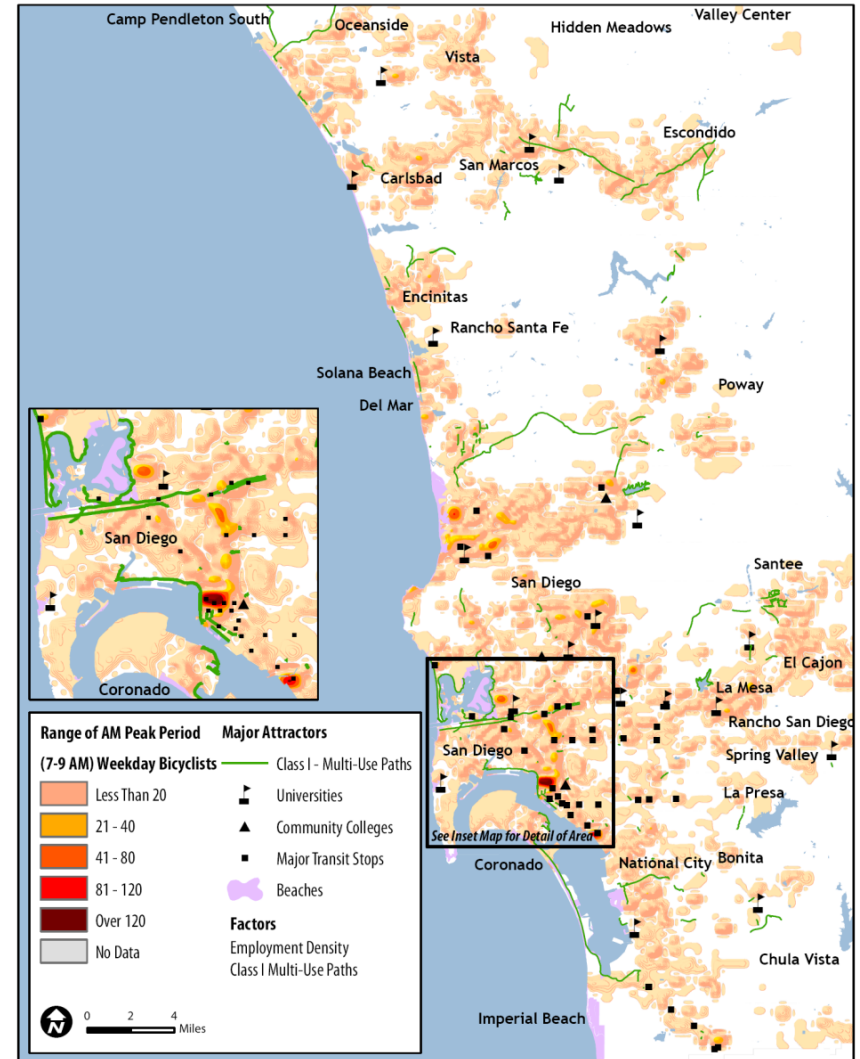 Camp Pendleton South
Oceanside
Hidden Meadows
Valley Center
Vista
Escondido
San Marcos
Carlsbad
Encinitas
Rancho Santa Fe
Solana Beach
Poway
Del Mar
San Diego
Santee
El Cajon
La Mesa
Rancho San Diego
San Diego
Spring Valley
La Presa
See Inset Map for Detail of Area
Coronado
National City
Bonita
Chula Vista
Imperial Beach
San Diego
Coronado
Range of AM Peak Period
(7-9 AM) Weekday Bicyclists
Less Than 20
21 - 40
41 - 80
81 - 120
Over 120
No Data
Major Attractors
Class I - Multi-Use Paths
Universities
Community Colleges
Major Transit Stops
Beaches
Factors
Employment Density
Class I Multi-Use Paths
N
0 2 4
Miles